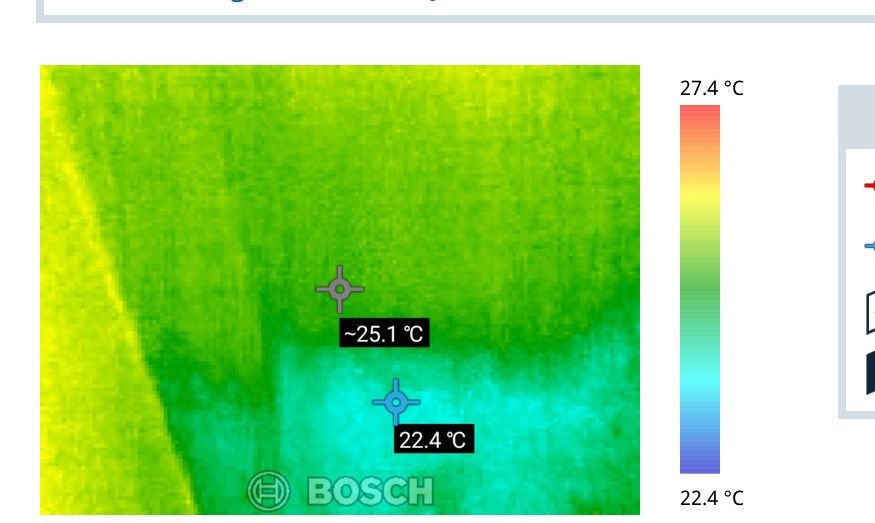 27.4 °C
~25.1 °C
22.4 °C
BOSCH
22.4 °C